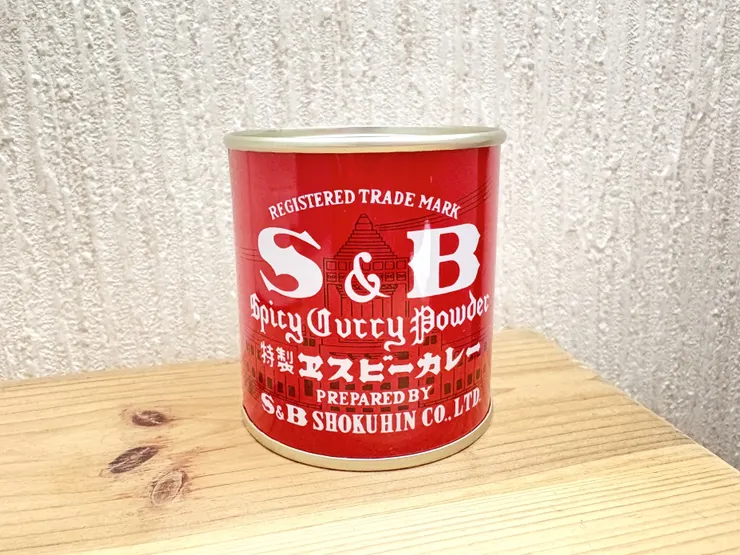 REGISTERED TRADE MARK
S & B
Spicy Curry Powder
特製 ヱスビーカレー
PREPARED BY
S&B SHOKUHIN CO., LTD.